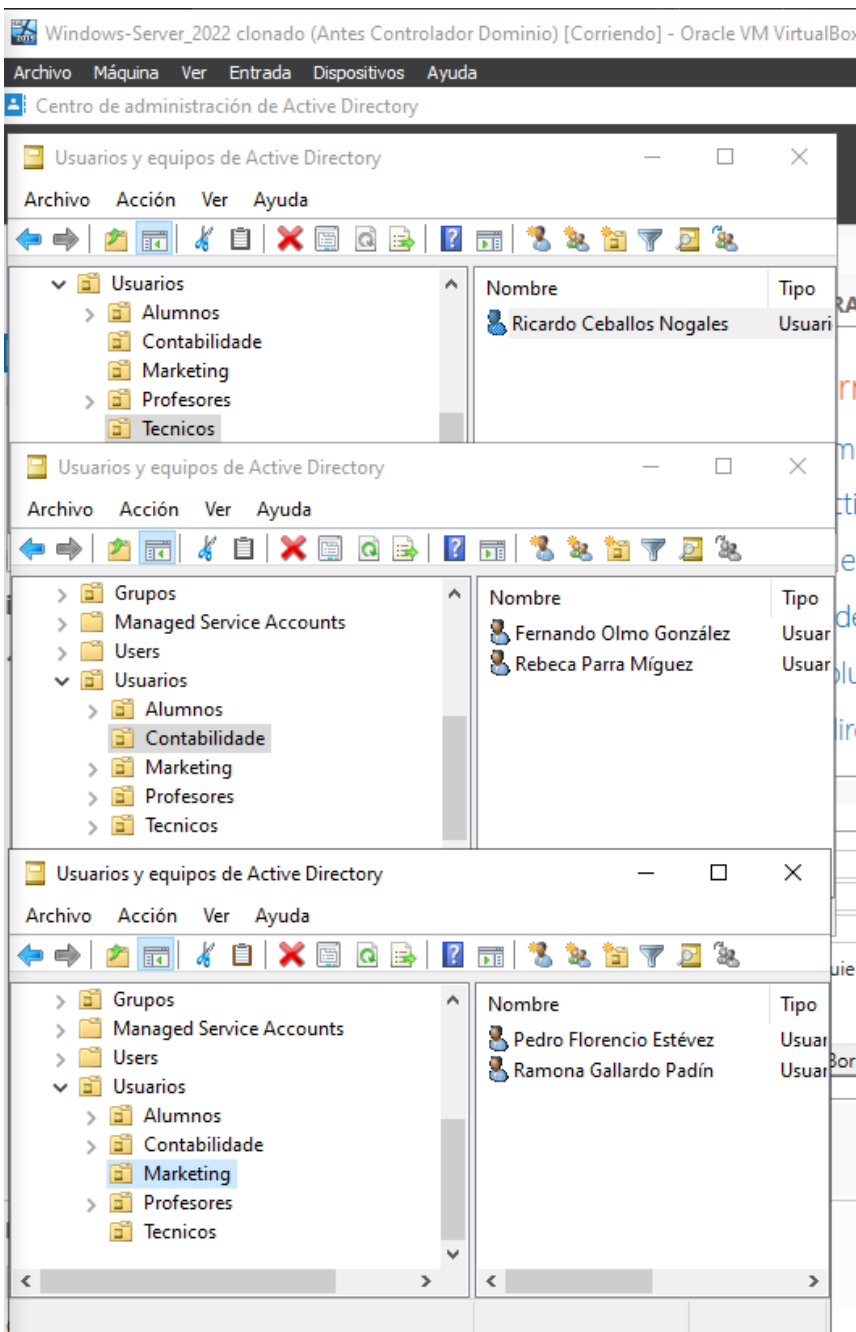 Windows-Server_2022 clonado (Antes Controlador Dominio) [Corriendo] - Oracle VM VirtualBox
Archivo Máquina Ver Entrada Dispositivos Ayuda
Centro de administración de Active Directory
Usuarios y equipos de Active Directory
Archivo Acción Ver Ayuda
Usuarios
Alumnos
Contabilidade
Marketing
Profesores
Tecnicos
Nombre Tipo
Ricardo Ceballos Nogales Usuari
Usuarios y equipos de Active Directory
Archivo Acción Ver Ayuda
Grupos
Managed Service Accounts
Users
Usuarios
Alumnos
Contabilidade
Marketing
Profesores
Tecnicos
Nombre Tipo
Fernando Olmo González Usuar
Rebeca Parra Míguez Usuar
Usuarios y equipos de Active Directory
Archivo Acción Ver Ayuda
Grupos
Managed Service Accounts
Users
Usuarios
Alumnos
Contabilidade
Marketing
Profesores
Tecnicos
Nombre Tipo
Pedro Florencio Estévez Usuar
Ramona Gallardo Padín Usuar